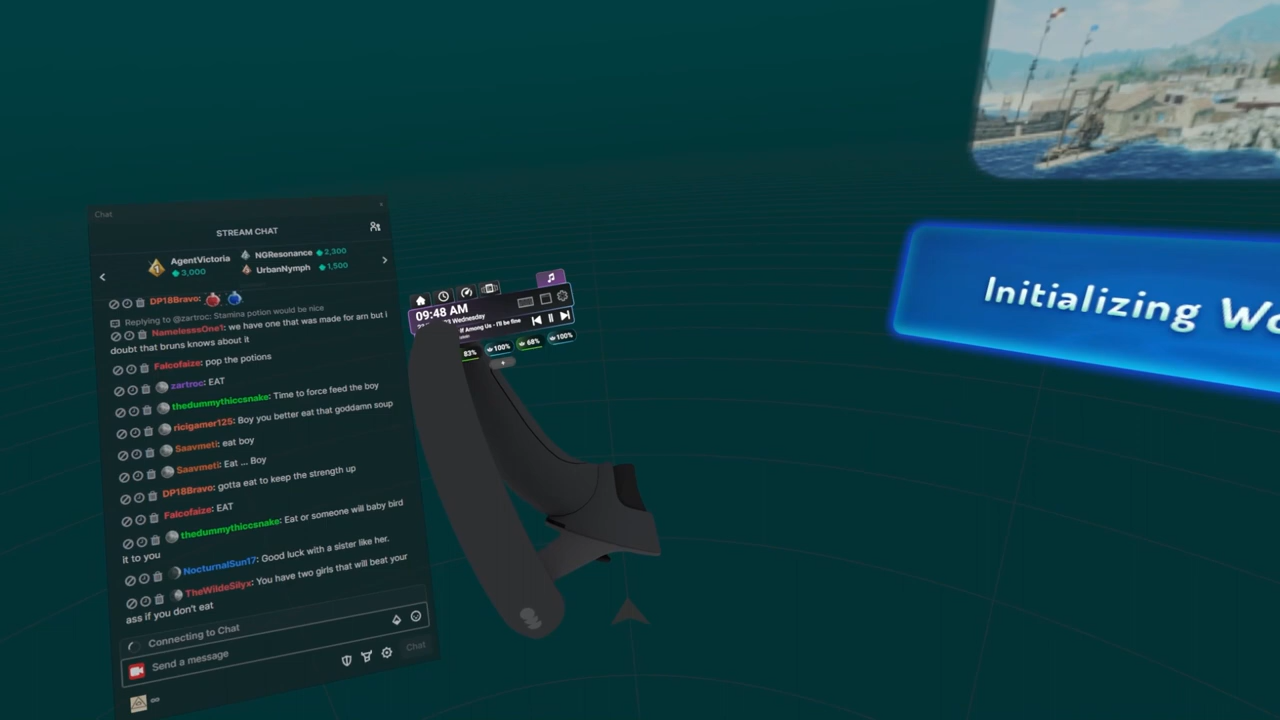 Chat
STREAM CHAT
AgentVictoria
3,000
NGResonance 2,300
UrbanNymph 1,500
DP18Bravo:
Replying to @zartroc: Stamina potion would be nice
NamelesssOne1: we have one that was made for arn but i
doubt that bruns knows about it
Falcofaize: pop the potions
zartroc: EAT
thedummythiccsnake: Time to force feed the boy
ricigamer125: Boy you better eat that goddamn soup
Saavmeti: eat boy
Saavmeti: Eat ... Boy
DP18Bravo: gotta eat to keep the strength up
Falcofaize: EAT
thedummythiccsnake: Eat or someone will baby bird
it to you
NocturnalSun17: Good luck with a sister like her.
TheWildeSilyx: You have two girls that will beat your
ass if you don't eat
Connecting to Chat
Send a message
Chat
09:48 AM
Wednesday
If Among Us - I'll be fine
83% 100% 68% 100%
Initializing Wo